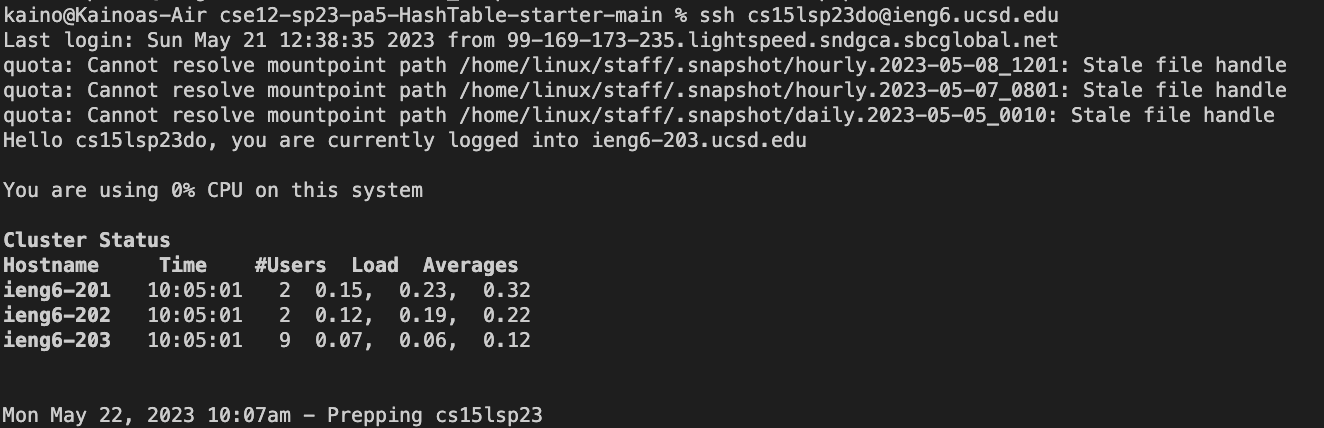 kaino@Kainoas-Air cse12-sp23-pa5-HashTable-starter-main % ssh cs15lsp23do@ieng6.ucsd.edu
Last login: Sun May 21 12:38:35 2023 from 99-169-173-235.lightspeed.sndgca.sbcglobal.net
quota: Cannot resolve mountpoint path /home/linux/staff/.snapshot/hourly.2023-05-08_1201: Stale file handle
quota: Cannot resolve mountpoint path /home/linux/staff/.snapshot/hourly.2023-05-07_0801: Stale file handle
quota: Cannot resolve mountpoint path /home/linux/staff/.snapshot/daily.2023-05-05_0010: Stale file handle
Hello cs15lsp23do, you are currently logged into ieng6-203.ucsd.edu
You are using 0% CPU on this system
Cluster Status
Hostname     Time    #Users  Load  Averages
ieng6-201   10:05:01   2  0.15,  0.23,  0.32
ieng6-202   10:05:01   2  0.12,  0.19,  0.22
ieng6-203   10:05:01   9  0.07,  0.06,  0.12
Mon May 22, 2023 10:07am - Prepping cs15lsp23